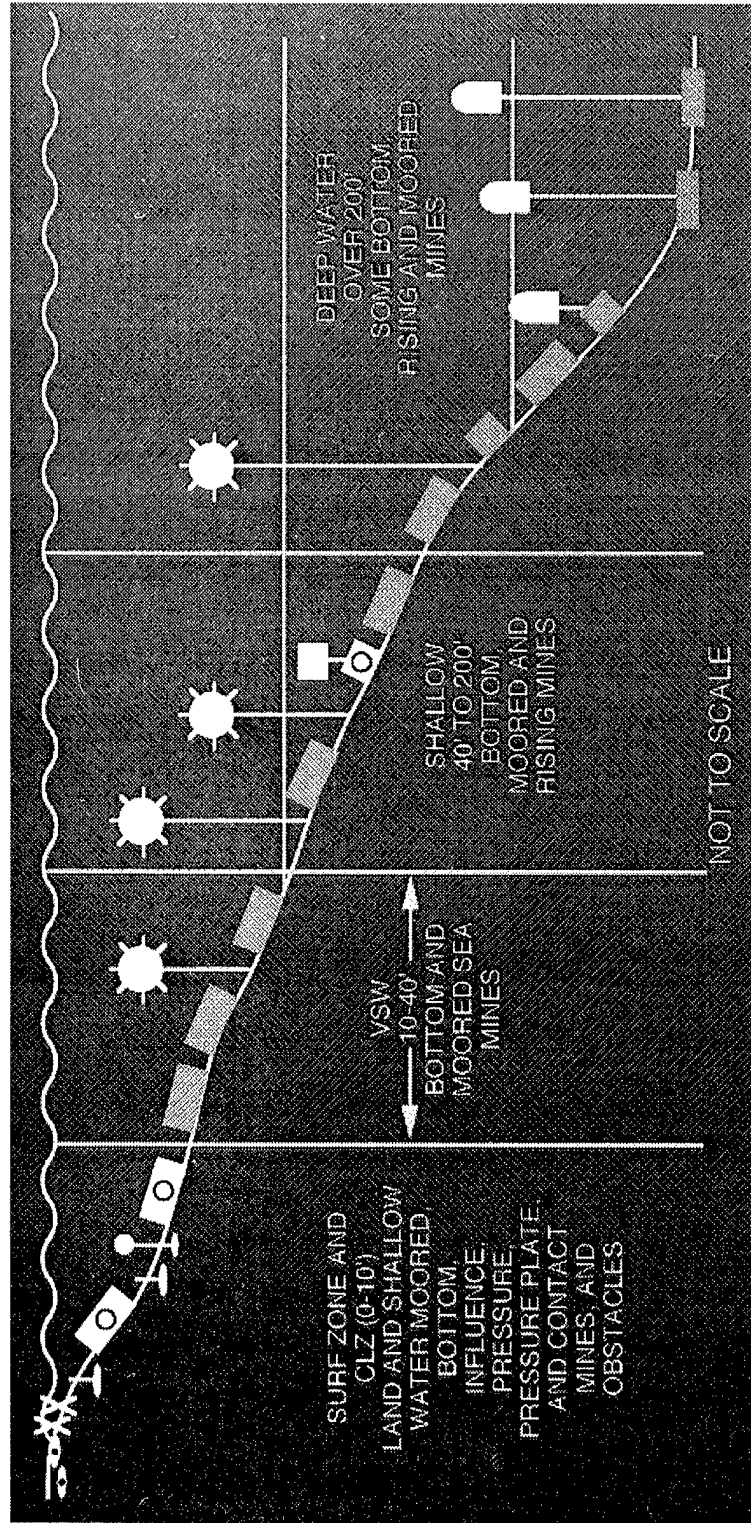 SURF ZONE AND
CLZ (0-10')
LAND AND SHALLOW
WATER MOORED,
BOTTOM,
INFLUENCE,
PRESSURE,
PRESSURE PLATE,
AND CONTACT
MINES, AND
OBSTACLES
VSW
10-40'
BOTTOM AND
MOORED SEA
MINES
SHALLOW
40' TO 200'
BOTTOM,
MOORED AND
RISING MINES
DEEP WATER
OVER 200'
SOME BOTTOM,
RISING AND MOORED
MINES
NOT TO SCALE